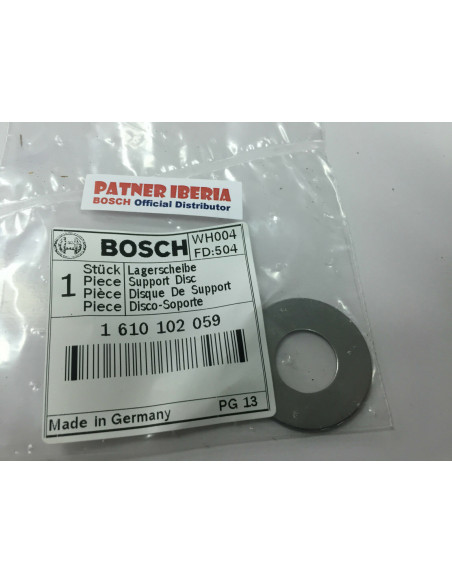 PATNER IBERIA
BOSCH Official Distributor
BOSCH
WH004
FD:504
1
Stück Lagerscheibe
Piece Support Disc
Pièce Disque De Support
Pièce Disco-Soporte
1 610 102 059
Made in Germany PG 13